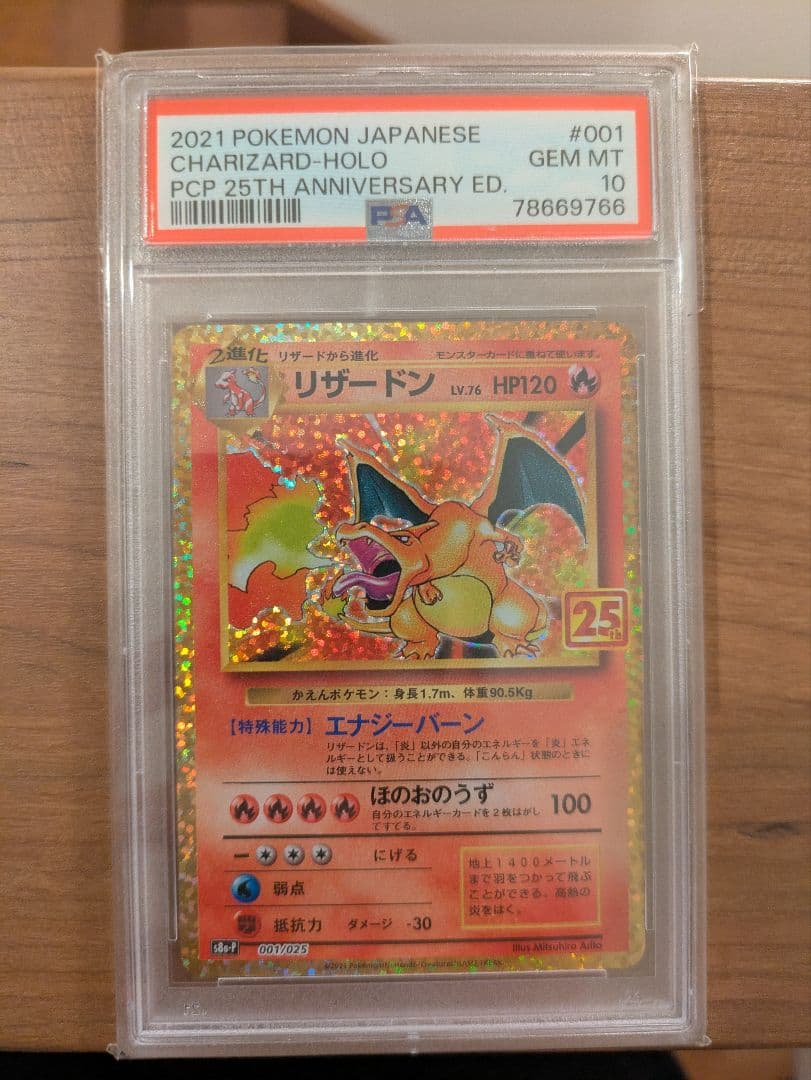 2021 POKEMON JAPANESE #001
CHARIZARD-HOLO GEM MT
PCP 25TH ANNIVERSARY ED. 10
PSA 78669766
2進化 リザードから進化 モンスターカードに重ねて使います。
リザードン LV.76 HP120
25th
かえんポケモン：身長1.7m、体重90.5Kg
【特殊能力】エナジーバーン
リザードンは、「炎」以外の自分のエネルギーを「炎」エネ
ルギーとして扱うことができる。「こんらん」状態のときに
は使えない。
ほのおのうず 100
自分のエネルギーカードを2枚はがし
てすてる。
にげる
弱点
抵抗力 ダメージ -30
地上1400メートル
まで羽をつかって飛ぶ
ことができる。高熱の
炎をはく。
s8a-P 001/025
Illus Mitsuhiro Arita